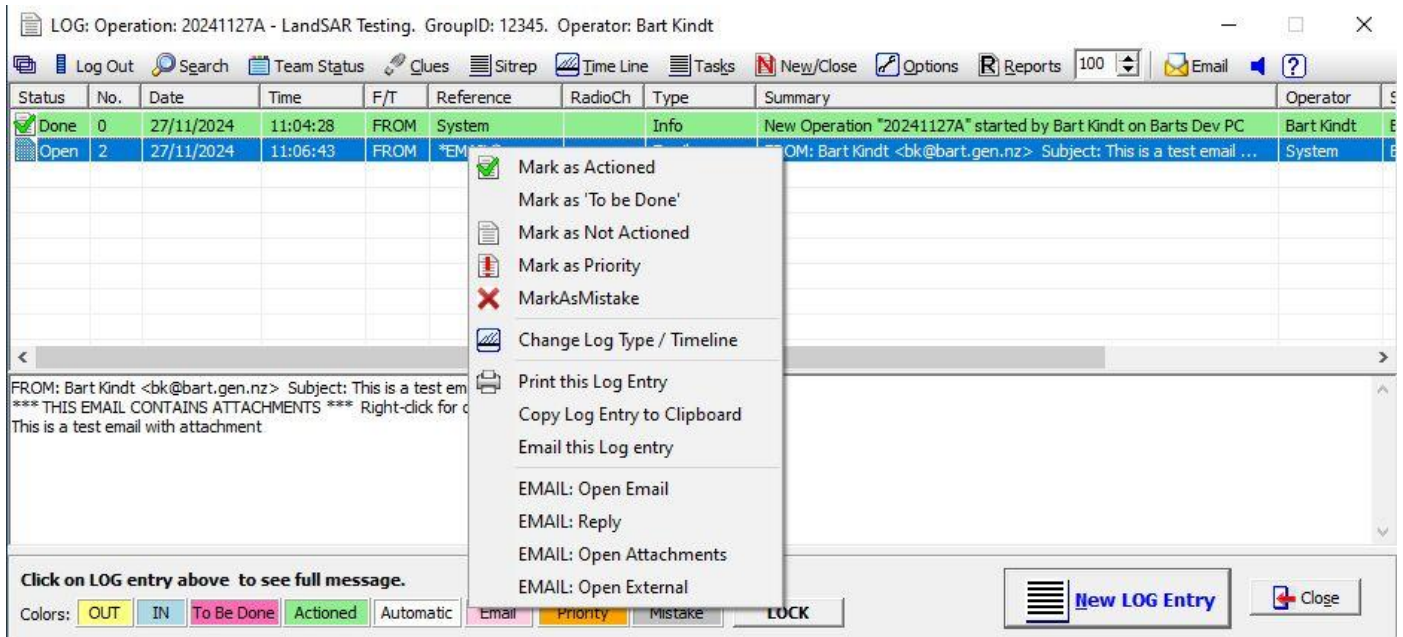 LOG: Operation: 20241127A - LandSAR Testing. GroupID: 12345. Operator: Bart Kindt
Log Out Search Team Status Clues Sitrep Time Line Tasks New/Close Options Reports 100 Email
Status No. Date Time F/T Reference RadioCh Type Summary Operator
Done 0 27/11/2024 11:04:28 FROM System Info New Operation "20241127A" started by Bart Kindt on Barts Dev PC Bart Kindt
Open 2 27/11/2024 11:06:43 FROM Bart Kindt <bk@bart.gen.nz> Subject: This is a test email ... System
Mark as Actioned
Mark as 'To be Done'
Mark as Not Actioned
Mark as Priority
MarkAsMistake
Change Log Type / Timeline
Print this Log Entry
Copy Log Entry to Clipboard
Email this Log entry
EMAIL: Open Email
EMAIL: Reply
EMAIL: Open Attachments
EMAIL: Open External
FROM: Bart Kindt <bk@bart.gen.nz> Subject: This is a test
*** THIS EMAIL CONTAINS ATTACHMENTS *** Right-click for
This is a test email with attachment
Click on LOG entry above to see full message.
Colors: OUT IN To Be Done Actioned Automatic Email Priority Mistake LOCK
New LOG Entry Close